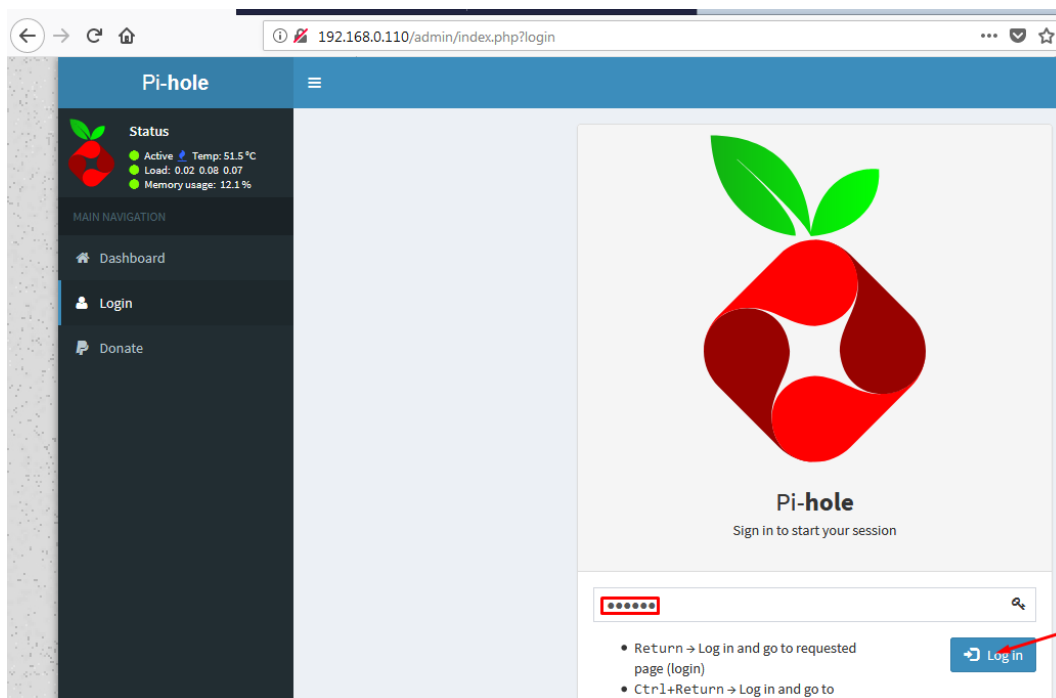 192.168.0.110/admin/index.php?login
Pi-hole
Status
Active Temp: 51.5 °C
Load: 0.02 0.08 0.07
Memory usage: 12.1 %
MAIN NAVIGATION
Dashboard
Login
Donate
Pi-hole
Sign in to start your session
Return → Log in and go to requested
page (login)
Ctrl+Return → Log in and go to
Log in